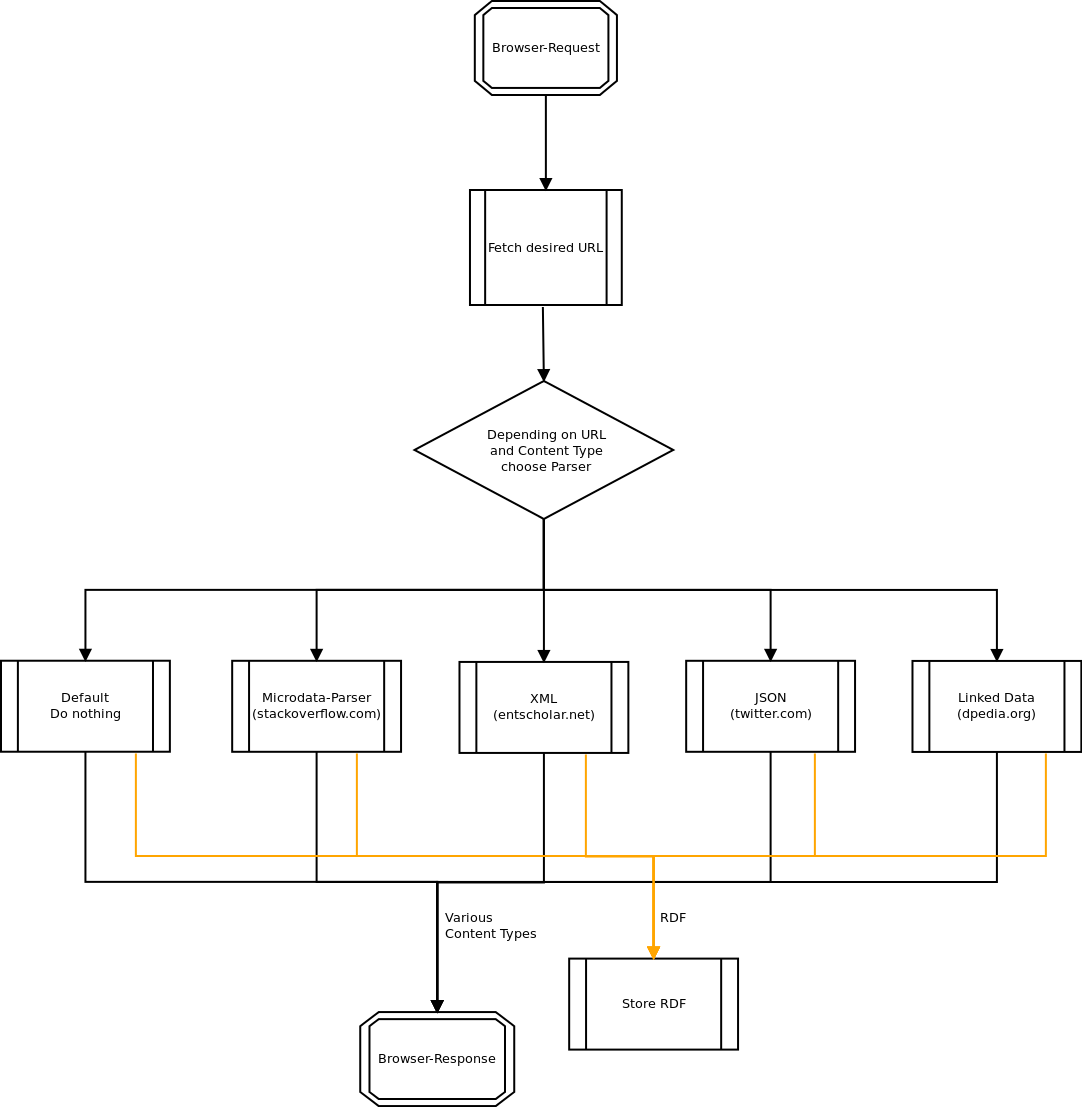 Browser-Request
Fetch desired URL
Depending on URL
and Content Type
choose Parser
Default
Do nothing
Microdata-Parser
(stackoverflow.com)
XML
(entscholar.net)
JSON
(twitter.com)
Linked Data
(dpedia.org)
Various
Content Types
RDF
Store RDF
Browser-Response